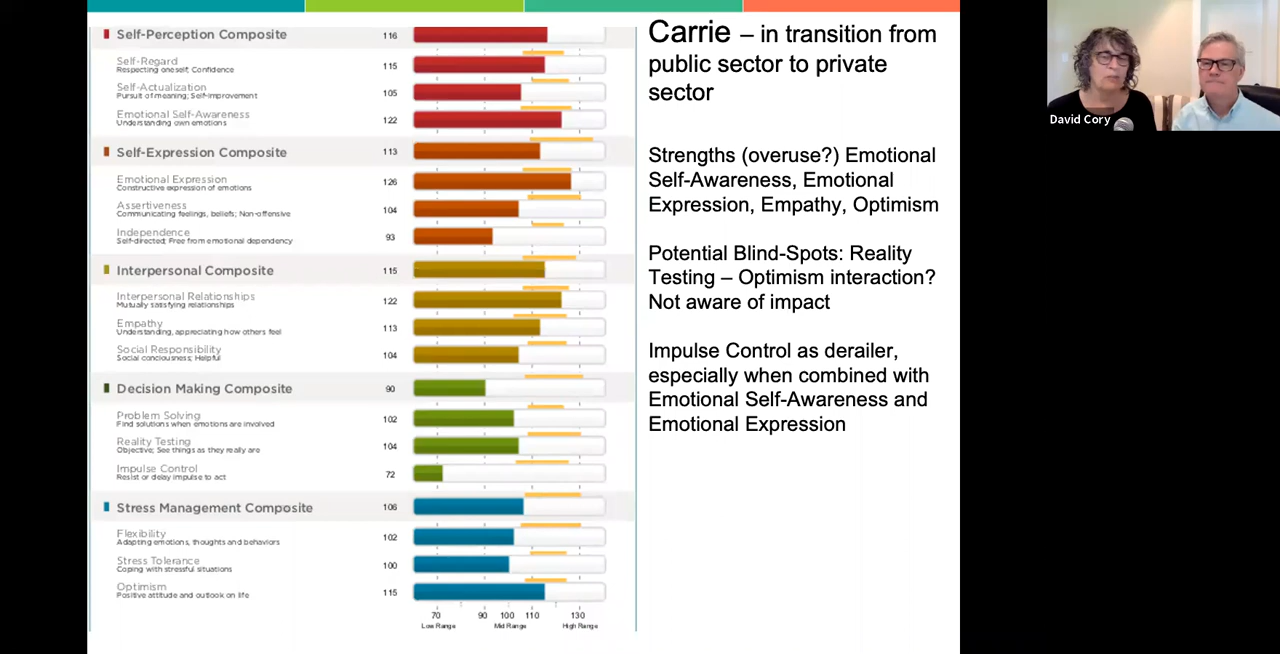 Self-Perception Composite 116
Self-Regard 115
Respecting oneself; Confidence
Self-Actualization 105
Pursuit of meaning; Self-improvement
Emotional Self-Awareness 122
Understanding own emotions
Self-Expression Composite 113
Emotional Expression 126
Constructive expression of emotions
Assertiveness 104
Communicating feelings, beliefs; Non-offensive
Independence 93
Self-directed; Free from emotional dependency
Interpersonal Composite 115
Interpersonal Relationships 122
Mutually satisfying relationships
Empathy 113
Understanding, appreciating how others feel
Social Responsibility 104
Social conciousness; Helpful
Decision Making Composite 90
Problem Solving 102
Find solutions when emotions are involved
Reality Testing 104
Objective; See things as they really are
Impulse Control 72
Resist or delay impulse to act
Stress Management Composite 106
Flexibility 102
Adapting emotions, thoughts and behaviors
Stress Tolerance 100
Coping with stressful situations
Optimism 115
Positive attitude and outlook on life
70 90 100 110 130
Low Range Mid Range High Range
Carrie – in transition from
public sector to private
sector
Strengths (overuse?) Emotional
Self-Awareness, Emotional
Expression, Empathy, Optimism
Potential Blind-Spots: Reality
Testing – Optimism interaction?
Not aware of impact
Impulse Control as derailer,
especially when combined with
Emotional Self-Awareness and
Emotional Expression
David Cory